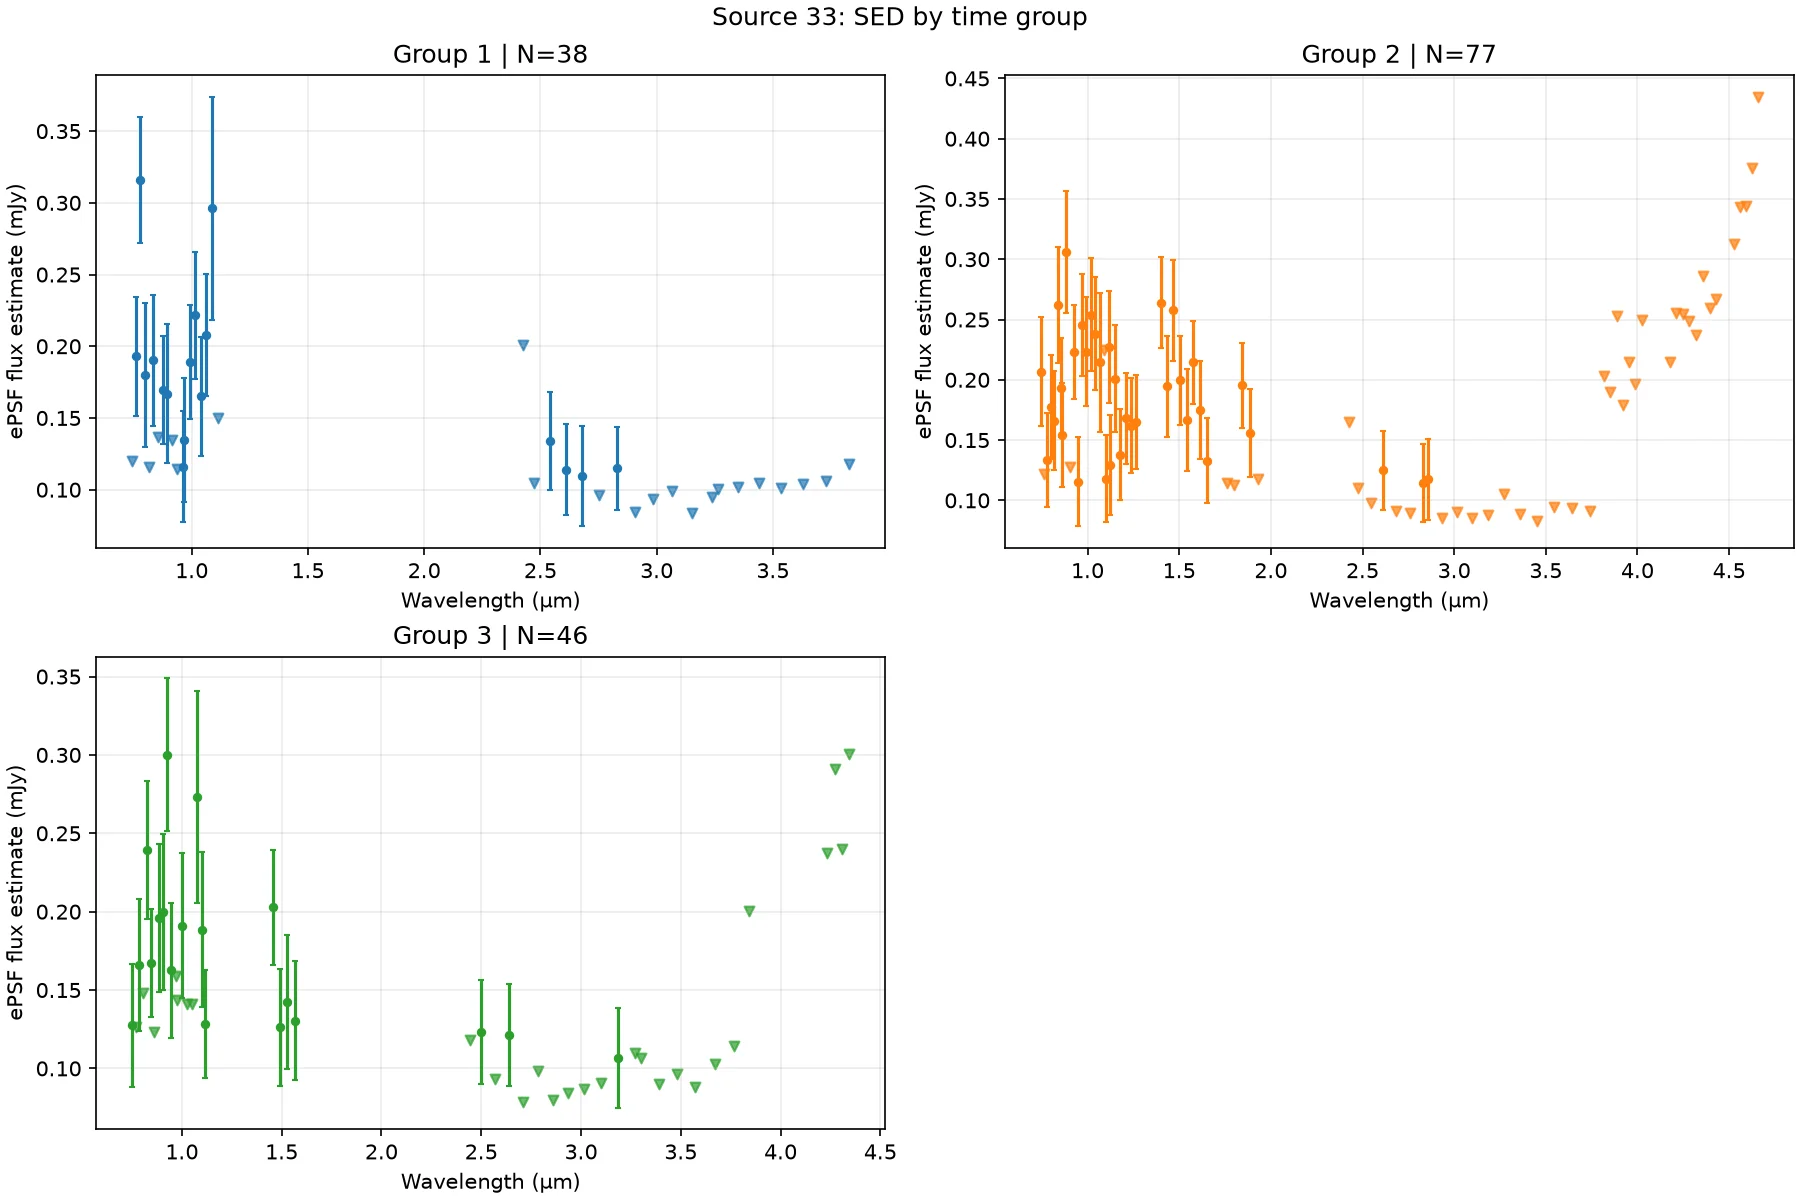 Source 33: SED by time group
Group 1 | N=38
ePSF flux estimate (mJy)
0.35
0.30
0.25
0.20
0.15
0.10
1.0 1.5 2.0 2.5 3.0 3.5
Wavelength (μm)
Group 2 | N=77
ePSF flux estimate (mJy)
0.45
0.40
0.35
0.30
0.25
0.20
0.15
0.10
1.0 1.5 2.0 2.5 3.0 3.5 4.0 4.5
Wavelength (μm)
Group 3 | N=46
ePSF flux estimate (mJy)
0.35
0.30
0.25
0.20
0.15
0.10
1.0 1.5 2.0 2.5 3.0 3.5 4.0 4.5
Wavelength (μm)